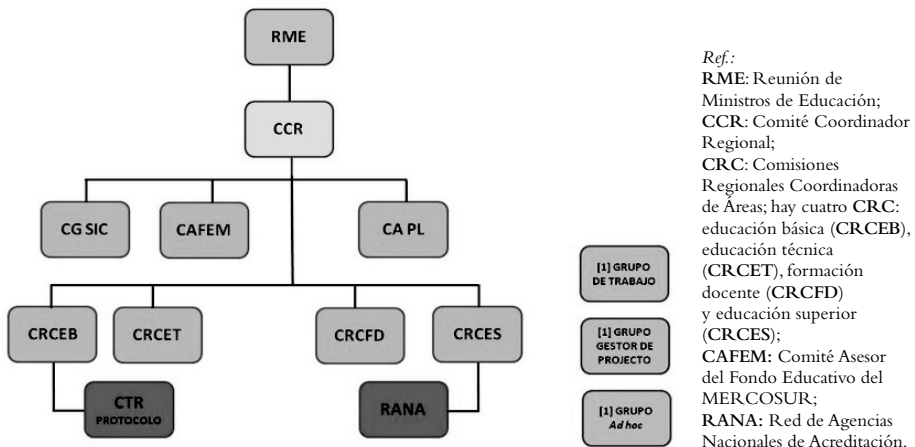 RME
CCR
CG SIC
CAFEM
CA PL
CRCEB
CRCET
CRCFD
CRCES
CTR
PROTOCOLO
RANA
[1] GRUPO
DE TRABAJO
[1] GRUPO
GESTOR DE
PROJECTO
[1] GRUPO
Ad hoc
Ref.:
RME: Reunión de
Ministros de Educación;
CCR: Comité Coordinador
Regional;
CRC: Comisiones
Regionales Coordinadoras
de Áreas; hay cuatro CRC:
educación básica (CRCEB),
educación técnica
(CRCET), formación
docente (CRCFD)
y educación superior
(CRCES);
CAFEM: Comité Asesor
del Fondo Educativo del
MERCOSUR;
RANA: Red de Agencias
Nacionales de Acreditación.